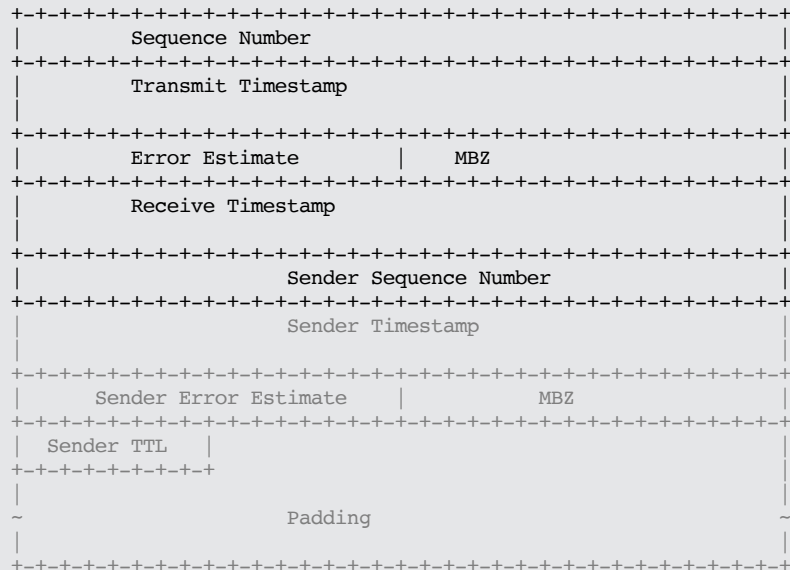 +-+-+-+-+-+-+-+-+-+-+-+-+-+-+-+-+-+-+-+-+-+-+-+-+-+-+-+-+-+-+-+-+
| Sequence Number |
+-+-+-+-+-+-+-+-+-+-+-+-+-+-+-+-+-+-+-+-+-+-+-+-+-+-+-+-+-+-+-+-+
| Transmit Timestamp |
| |
+-+-+-+-+-+-+-+-+-+-+-+-+-+-+-+-+-+-+-+-+-+-+-+-+-+-+-+-+-+-+-+-+
| Error Estimate | MBZ |
+-+-+-+-+-+-+-+-+-+-+-+-+-+-+-+-+-+-+-+-+-+-+-+-+-+-+-+-+-+-+-+-+
| Receive Timestamp |
| |
+-+-+-+-+-+-+-+-+-+-+-+-+-+-+-+-+-+-+-+-+-+-+-+-+-+-+-+-+-+-+-+-+
| Sender Sequence Number |
+-+-+-+-+-+-+-+-+-+-+-+-+-+-+-+-+-+-+-+-+-+-+-+-+-+-+-+-+-+-+-+-+
| Sender Timestamp |
| |
+-+-+-+-+-+-+-+-+-+-+-+-+-+-+-+-+-+-+-+-+-+-+-+-+-+-+-+-+-+-+-+-+
| Sender Error Estimate | MBZ |
+-+-+-+-+-+-+-+-+-+-+-+-+-+-+-+-+-+-+-+-+-+-+-+-+-+-+-+-+-+-+-+-+
| Sender TTL | |
+-+-+-+-+-+-+-+-+ |
| |
~ Padding ~
| |
+-+-+-+-+-+-+-+-+-+-+-+-+-+-+-+-+-+-+-+-+-+-+-+-+-+-+-+-+-+-+-+-+